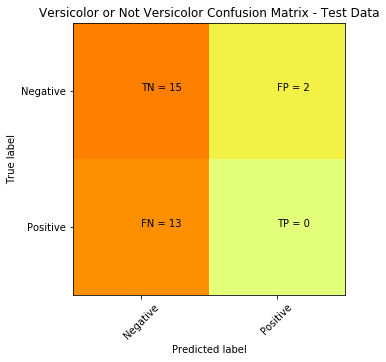 Versicolor or Not Versicolor Confusion Matrix - Test Data
Negative
TN = 15
FP = 2
True label
Positive
FN = 13
TP = 0
Negative
Positive
Predicted label